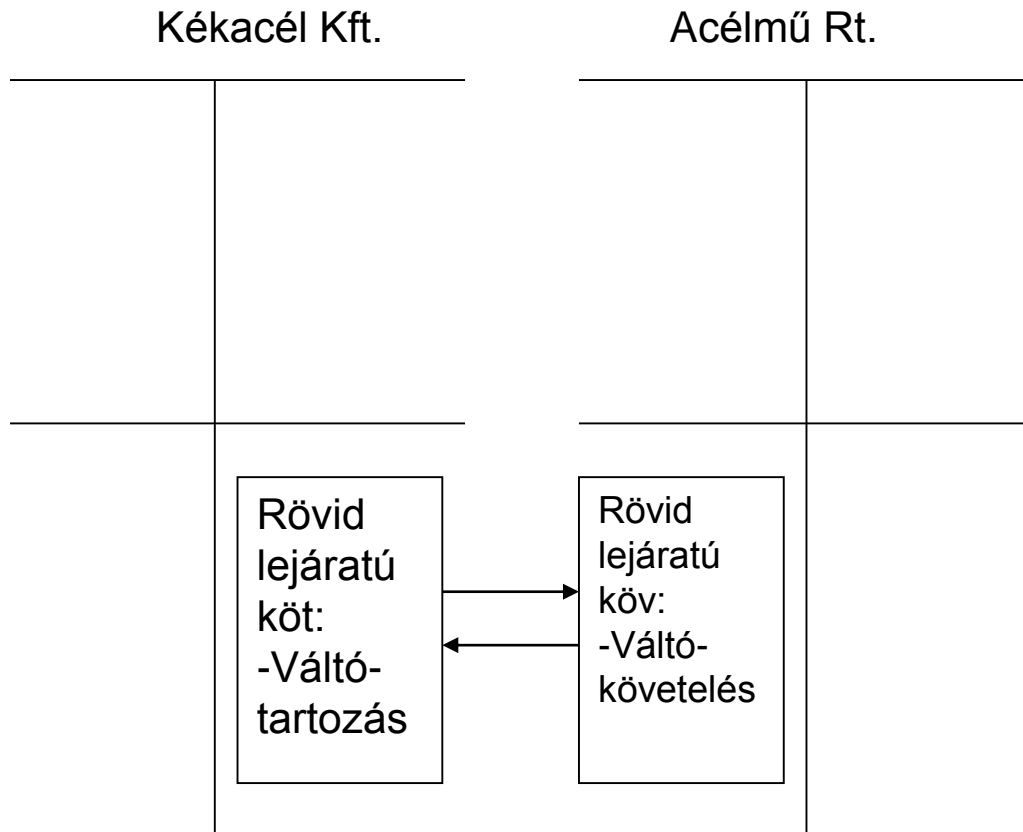 Kékacél Kft.
Acélmű Rt.
Rövid
lejáratú
köt:
-Váltó-
tartozás
Rövid
lejáratú
köv:
-Váltó-
követelés